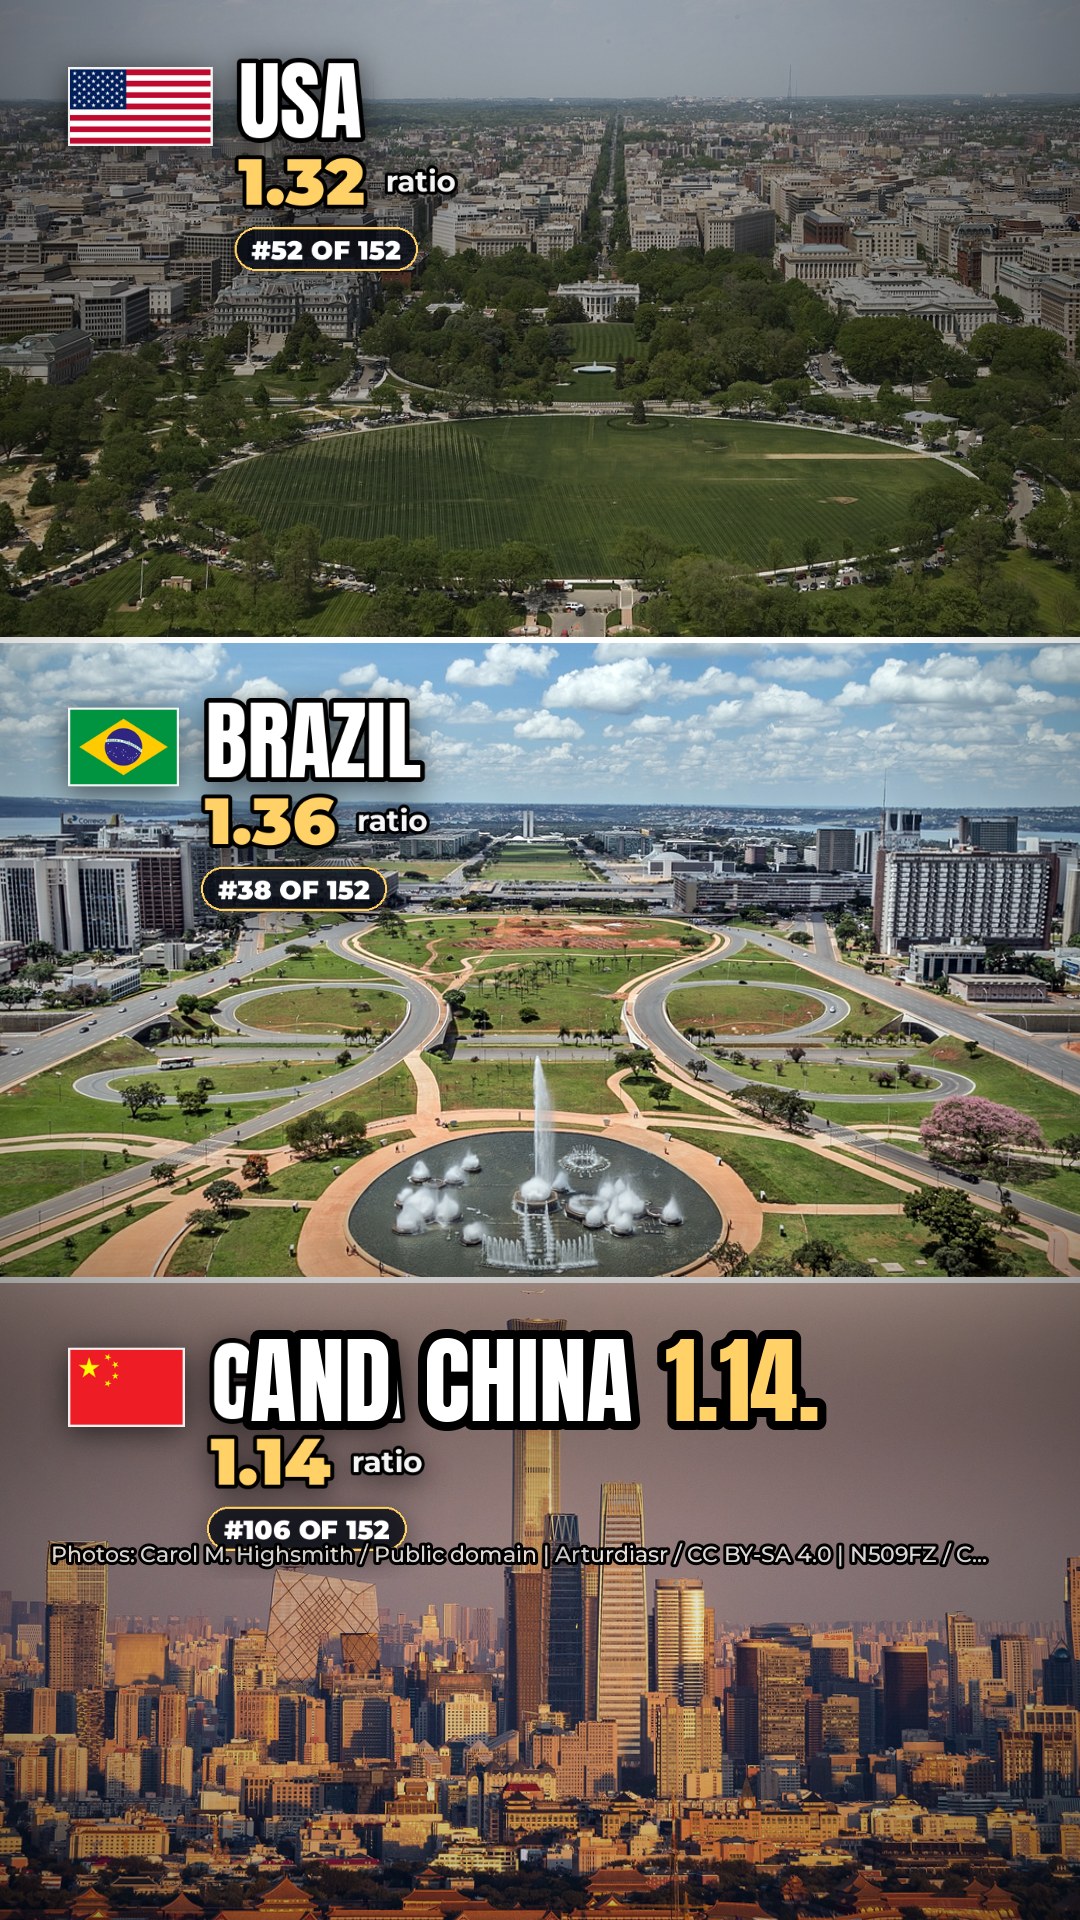 USA
1.32 ratio
#52 OF 152
BRAZIL
1.36 ratio
#38 OF 152
AND CHINA 1.14.
1.14 ratio
#106 OF 152
Photos: Carol M. Highsmith / Public domain | Arturdiasr / CC BY-SA 4.0 | N509FZ / C...